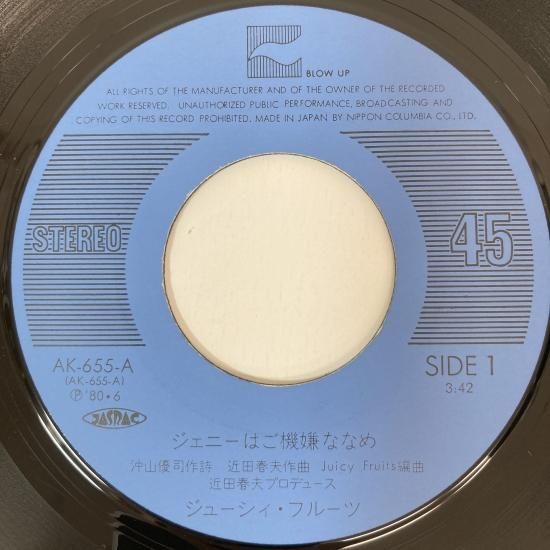 BLOW UP
ALL RIGHTS OF THE MANUFACTURER AND OF THE OWNER OF THE RECORDED
WORK RESERVED. UNAUTHORIZED PUBLIC PERFORMANCE, BROADCASTING AND
COPYING OF THIS RECORD PROHIBITED. MADE IN JAPAN BY NIPPON COLUMBIA CO., LTD.
STEREO
45
AK-655-A
(AK-655-A)
Ⓟ'80・6
JASRAC
SIDE 1
3:42
ジェニーはご機嫌ななめ
沖山優司作詩 近田春夫作曲 Juicy Fruits編曲
近田春夫プロデュース
ジューシィ・フルーツ